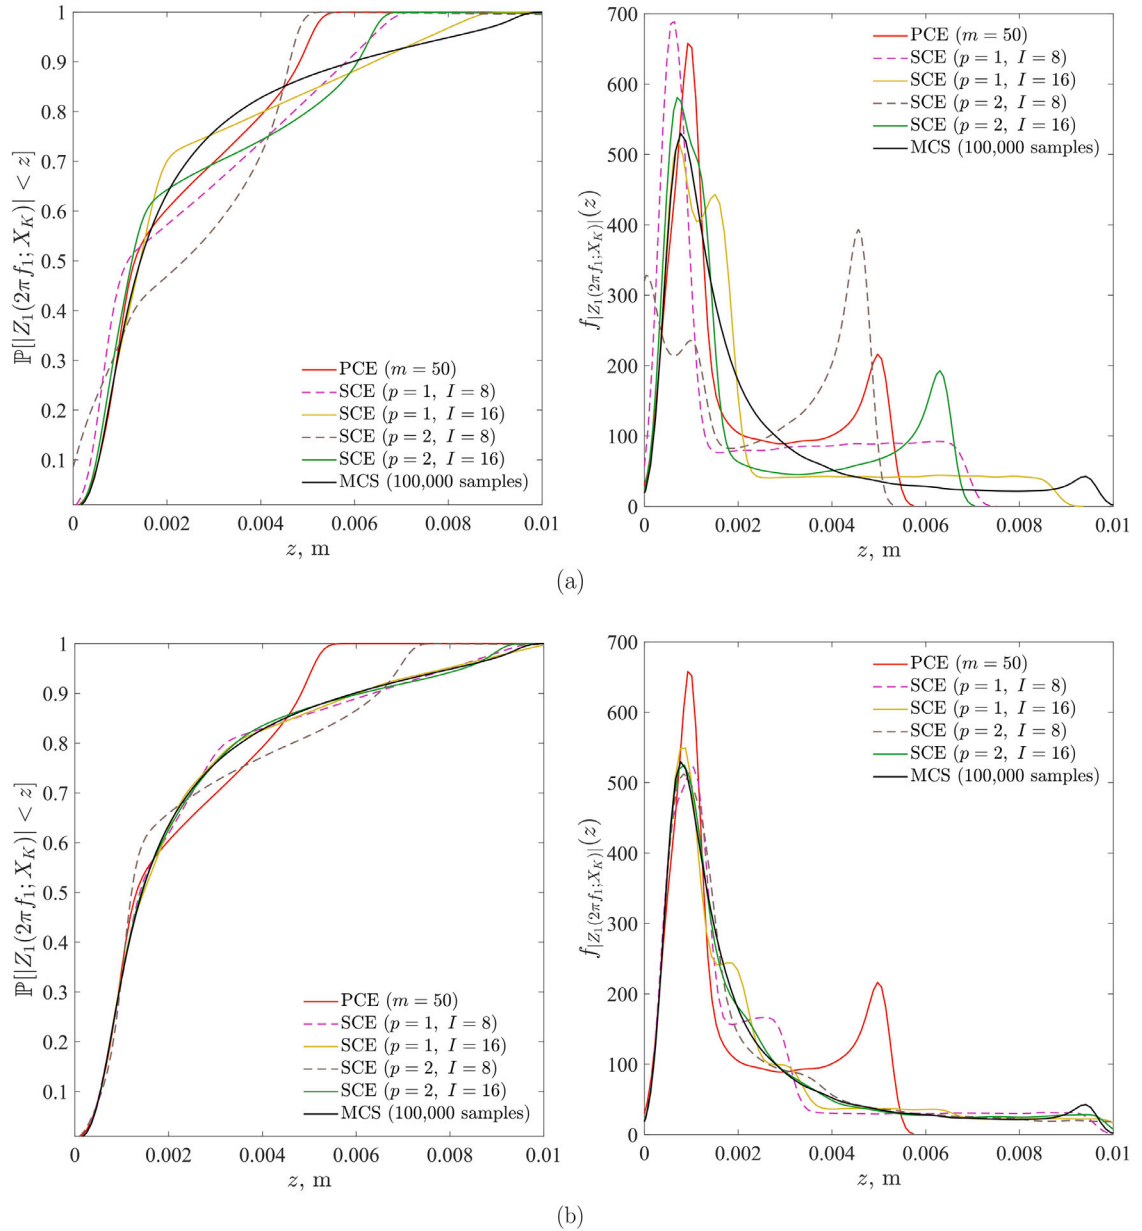 1
0.9
0.8
0.7
0.6
0.5
0.4
0.3
0.2
0.1
ℙ[|Z₁(2πf₁; X_K)| < z]
PCE (m = 50)
SCE (p = 1, I = 8)
SCE (p = 1, I = 16)
SCE (p = 2, I = 8)
SCE (p = 2, I = 16)
MCS (100,000 samples)
0 0.002 0.004 0.006 0.008 0.01
z, m
700
600
500
400
300
200
100
0
f_{|Z₁(2πf₁;X_K)|}(z)
PCE (m = 50)
SCE (p = 1, I = 8)
SCE (p = 1, I = 16)
SCE (p = 2, I = 8)
SCE (p = 2, I = 16)
MCS (100,000 samples)
0 0.002 0.004 0.006 0.008 0.01
z, m
(a)
1
0.9
0.8
0.7
0.6
0.5
0.4
0.3
0.2
0.1
ℙ[|Z₁(2πf₁; X_K)| < z]
PCE (m = 50)
SCE (p = 1, I = 8)
SCE (p = 1, I = 16)
SCE (p = 2, I = 8)
SCE (p = 2, I = 16)
MCS (100,000 samples)
0 0.002 0.004 0.006 0.008 0.01
z, m
700
600
500
400
300
200
100
0
f_{|Z₁(2πf₁;X_K)|}(z)
PCE (m = 50)
SCE (p = 1, I = 8)
SCE (p = 1, I = 16)
SCE (p = 2, I = 8)
SCE (p = 2, I = 16)
MCS (100,000 samples)
0 0.002 0.004 0.006 0.008 0.01
z, m
(b)